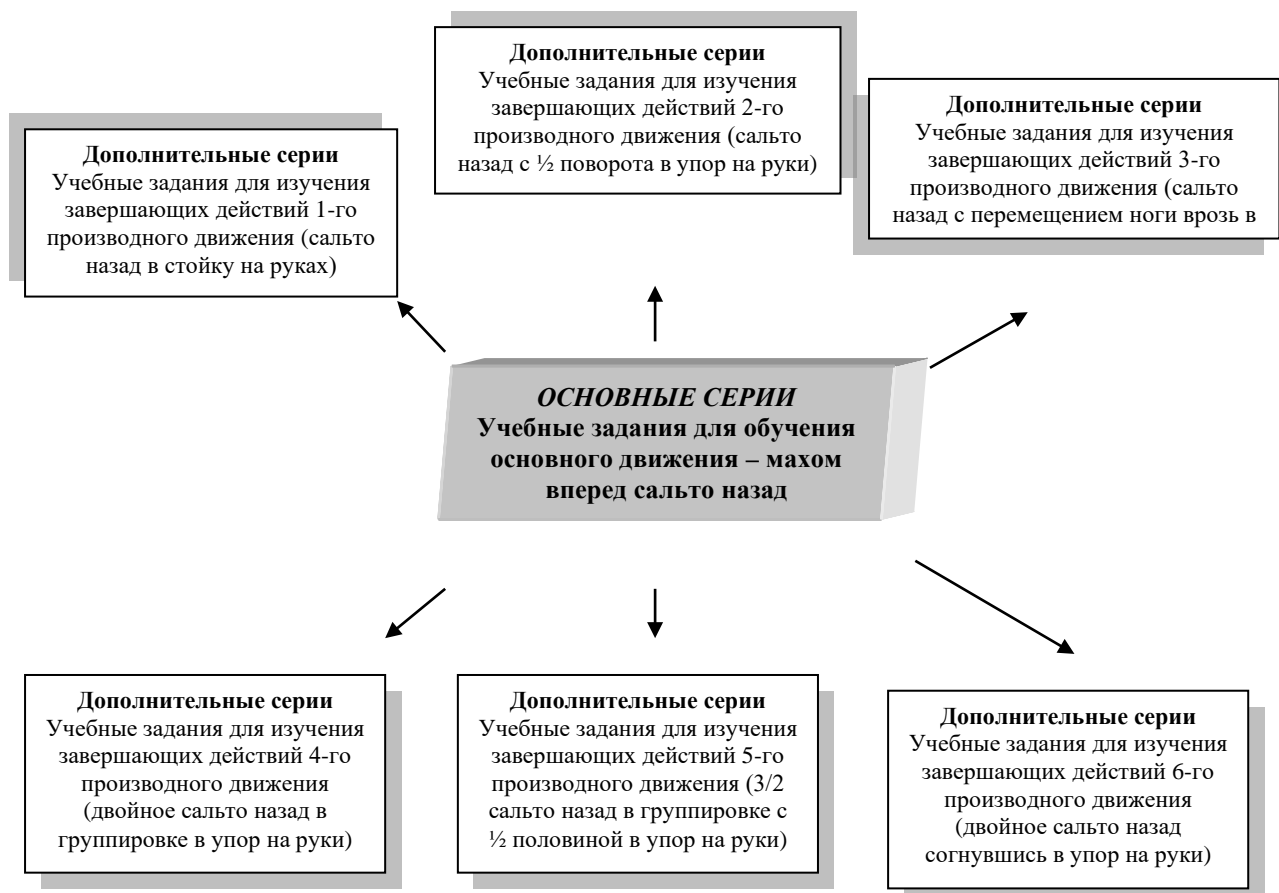 Дополнительные серии
Учебные задания для изучения
завершающих действий 1-го
производного движения (сальто
назад в стойку на руках)
Дополнительные серии
Учебные задания для изучения
завершающих действий 2-го
производного движения (сальто
назад с ½ поворота в упор на руки)
Дополнительные серии
Учебные задания для изучения
завершающих действий 3-го
производного движения (сальто
назад с перемещением ноги врозь в
ОСНОВНЫЕ СЕРИИ
Учебные задания для обучения
основного движения – махом
вперед сальто назад
Дополнительные серии
Учебные задания для изучения
завершающих действий 4-го
производного движения
(двойное сальто назад в
группировке в упор на руки)
Дополнительные серии
Учебные задания для изучения
завершающих действий 5-го
производного движения (3/2
сальто назад в группировке с
½ половиной в упор на руки)
Дополнительные серии
Учебные задания для изучения
завершающих действий 6-го
производного движения
(двойное сальто назад
согнувшись в упор на руки)